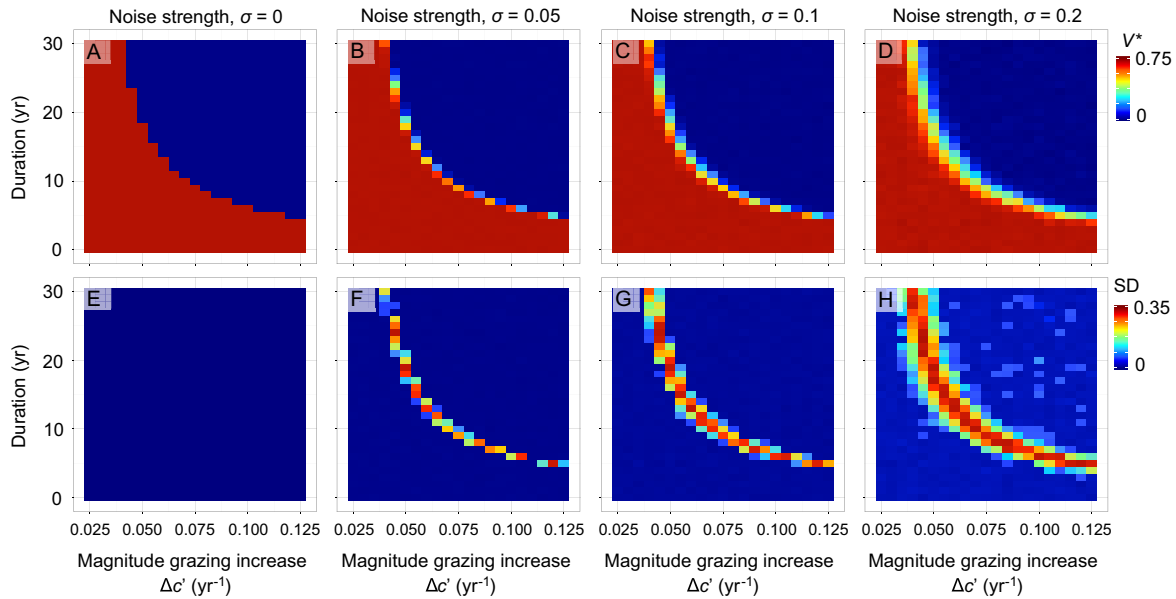 Noise strength, σ = 0
Noise strength, σ = 0.05
Noise strength, σ = 0.1
Noise strength, σ = 0.2
A
B
C
D
V*
0.75
0
Duration (yr)
30
20
10
0
E
F
G
H
SD
0.35
0
Duration (yr)
30
20
10
0
0.025 0.050 0.075 0.100 0.125
0.025 0.050 0.075 0.100 0.125
0.025 0.050 0.075 0.100 0.125
0.025 0.050 0.075 0.100 0.125
Magnitude grazing increase
Δc' (yr⁻¹)
Magnitude grazing increase
Δc' (yr⁻¹)
Magnitude grazing increase
Δc' (yr⁻¹)
Magnitude grazing increase
Δc' (yr⁻¹)